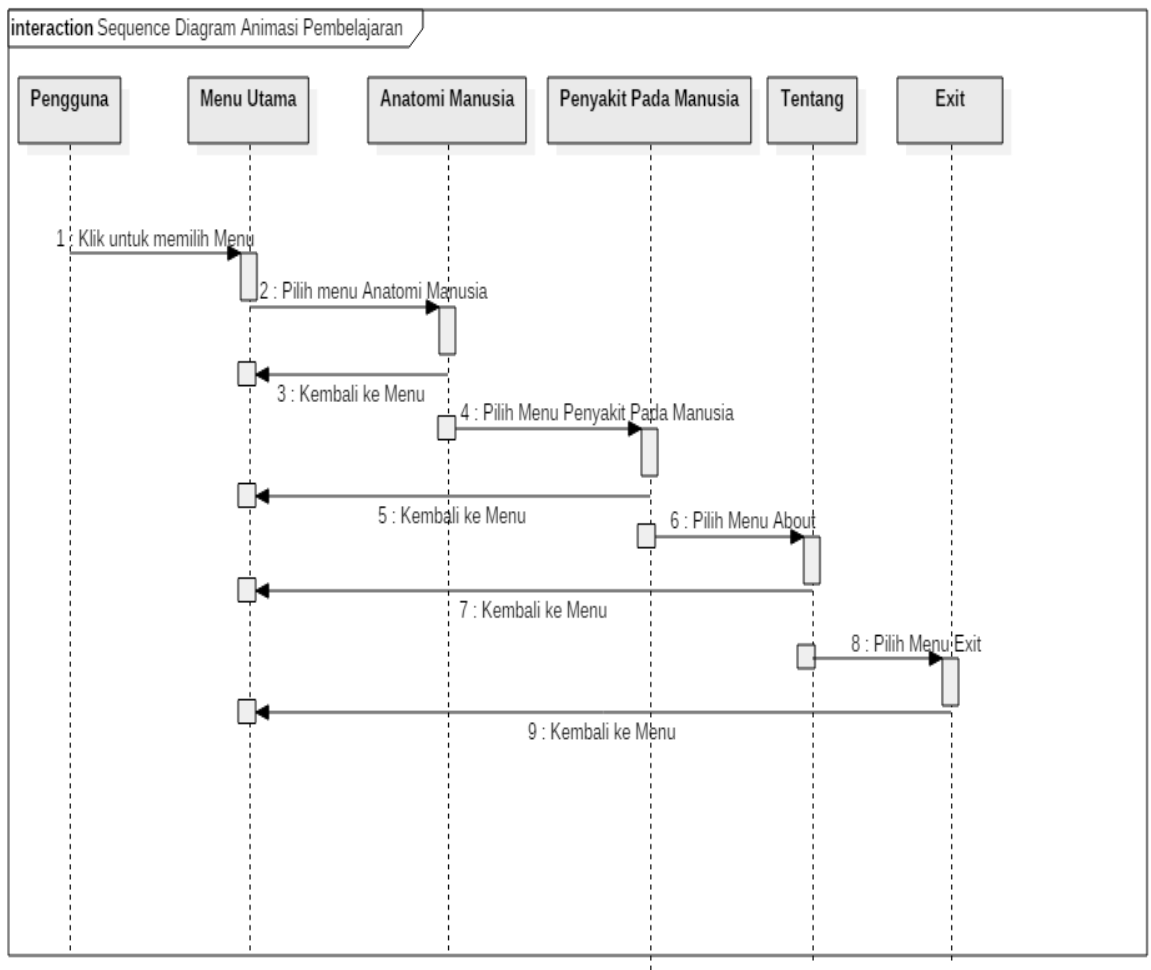 interaction Sequence Diagram Animasi Pembelajaran
Pengguna
Menu Utama
Anatomi Manusia
Penyakit Pada Manusia
Tentang
Exit
1 : Klik untuk memilih Menu
2 : Pilih menu Anatomi Manusia
3 : Kembali ke Menu
4 : Pilih Menu Penyakit Pada Manusia
5 : Kembali ke Menu
6 : Pilih Menu About
7 : Kembali ke Menu
8 : Pilih Menu Exit
9 : Kembali ke Menu